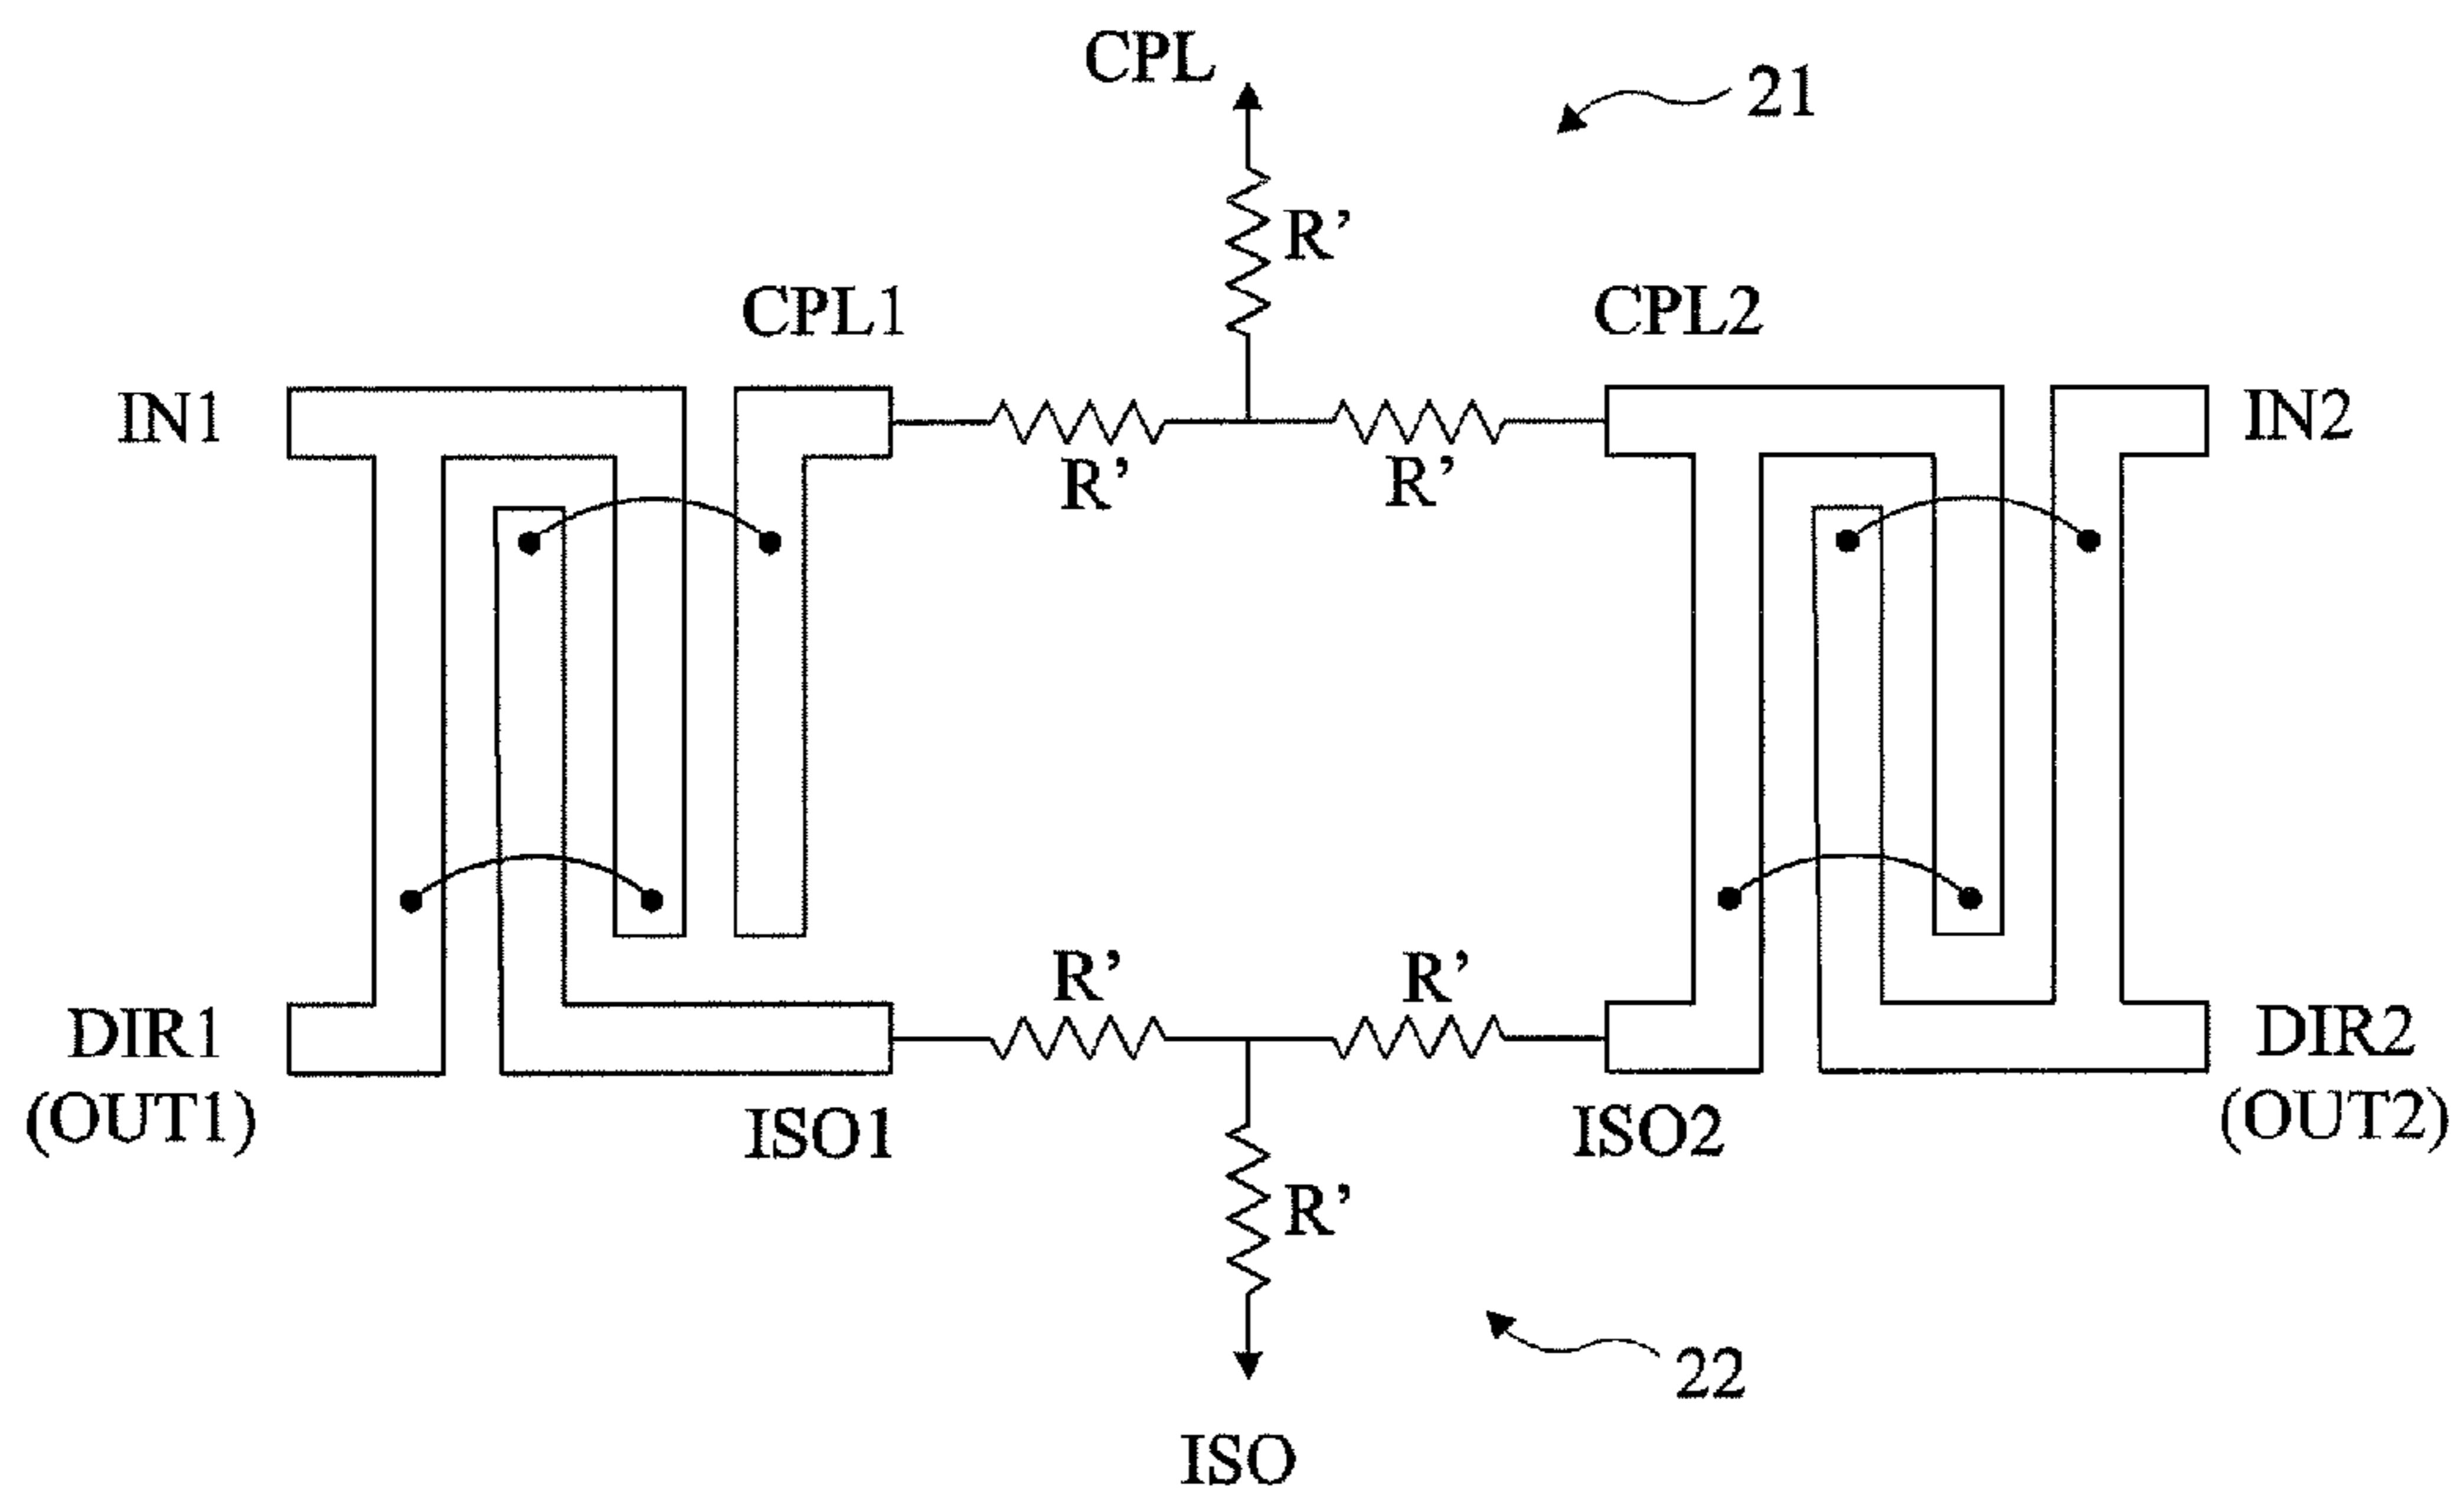 CPL
21
R’
CPL1
CPL2
IN1
IN2
R’
R’
R’
R’
DIR1
(OUT1)
DIR2
(OUT2)
ISO1
ISO2
R’
22
ISO